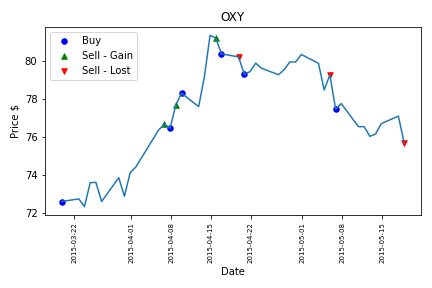 OXY
Buy
Sell - Gain
Sell - Lost
Price $
80
78
76
74
72
2015-03-22
2015-04-01
2015-04-08
2015-04-15
2015-04-22
2015-05-01
2015-05-08
2015-05-15
Date